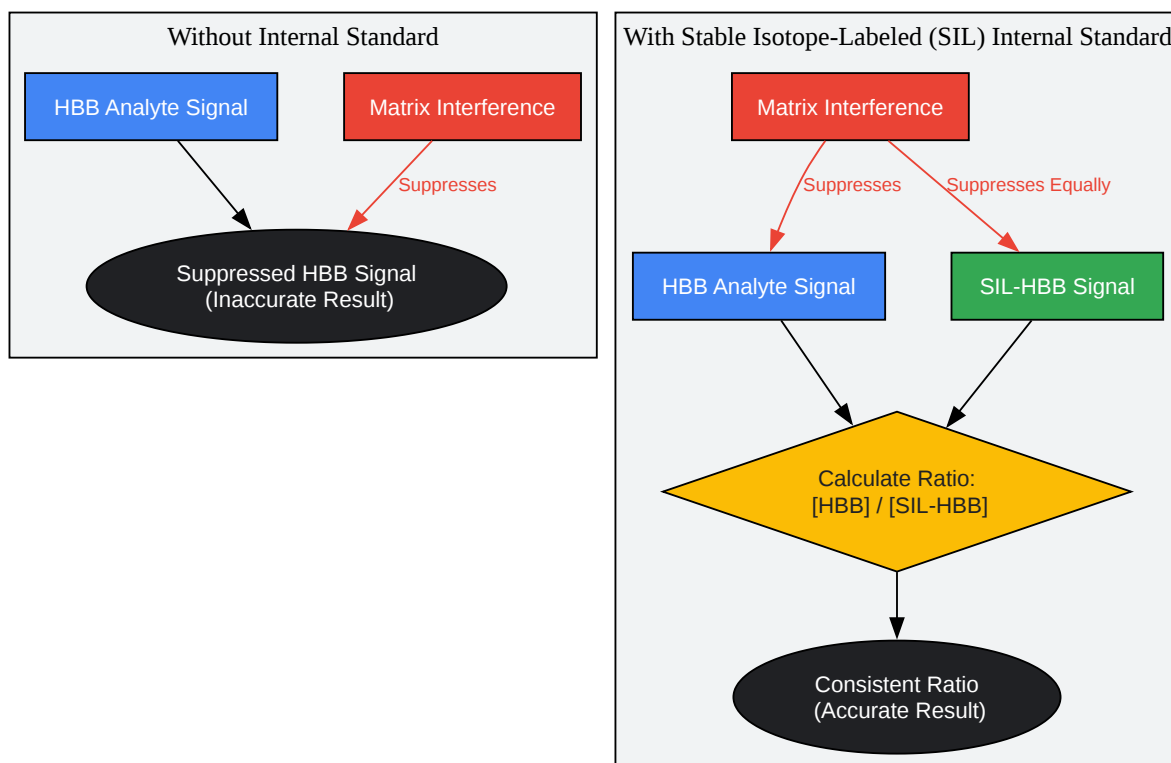 Without Internal Standard
HBB Analyte Signal
Matrix Interference
Suppresses
Suppressed HBB Signal
(Inaccurate Result)
With Stable Isotope-Labeled (SIL) Internal Standard
Matrix Interference
Suppresses
Suppresses Equally
HBB Analyte Signal
SIL-HBB Signal
Calculate Ratio:
[HBB] / [SIL-HBB]
Consistent Ratio
(Accurate Result)